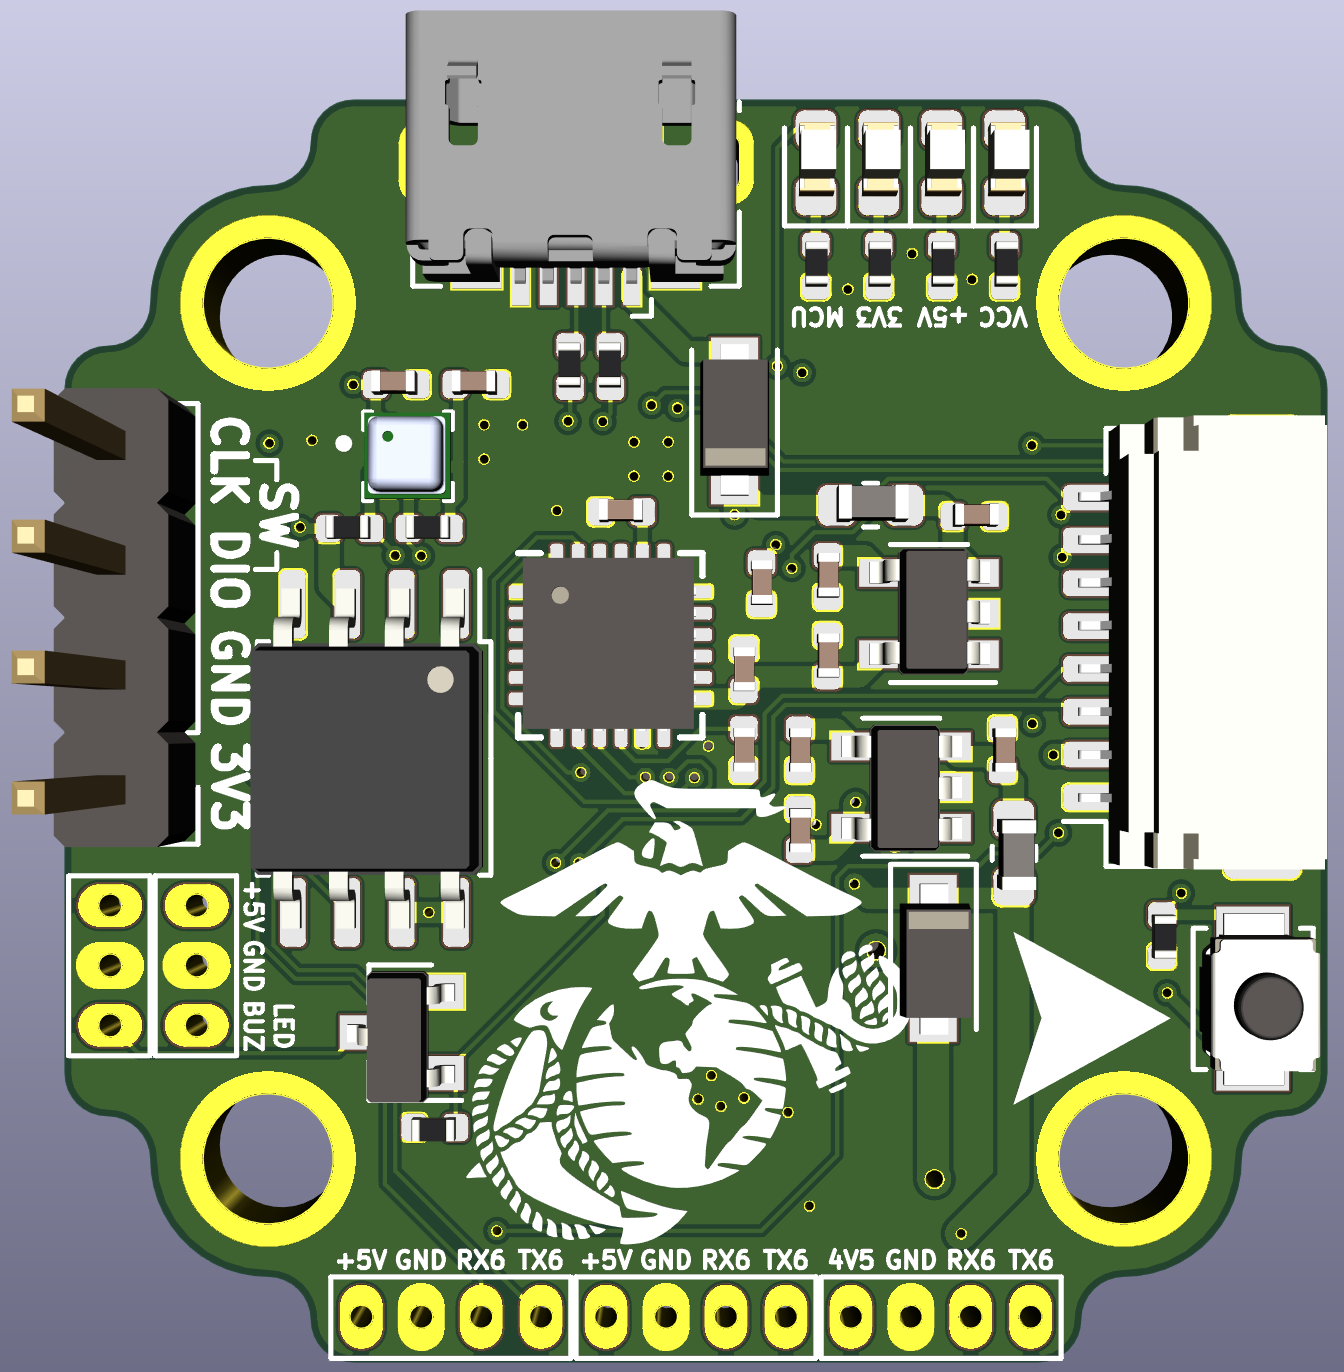 MCU 3V3 +5V VCC
CLK DIO GND 3V3
SW
+5V GND BUZ
LED
+5V GND RX6 TX6 +5V GND RX6 TX6 4V5 GND RX6 TX6